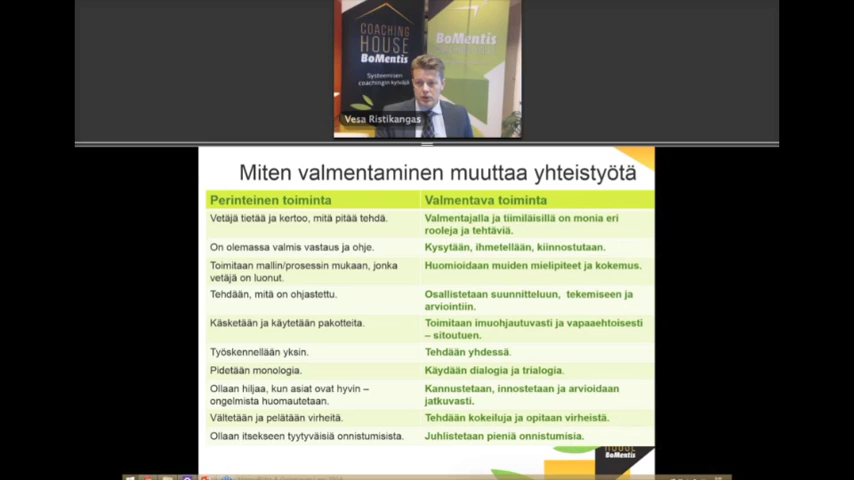 COACHING
HOUSE
BoMentis
Systeemisen
coachingin kyvyjä
BoMentis
Vesa Ristikangas
Miten valmentaminen muuttaa yhteistyötä
Perinteinen toiminta
Valmentava toiminta
Vetäjä tietää ja kertoo, mitä pitää tehdä.
Valmentajalla ja tiimiläisillä on monia eri
rooleja ja tehtäviä.
On olemassa valmis vastaus ja ohje.
Kysytään, ihmetellään, kiinnostutaan.
Toimitaan mallin/prosessin mukaan, jonka
vetäjä on luonut.
Huomioidaan muiden mielipiteet ja kokemus.
Tehdään, mitä on ohjastettu.
Osallistetaan suunnitteluun, tekemiseen ja
arviointiin.
Käsketään ja käytetään pakotteita.
Toimitaan imuohjautuvasti ja vapaaehtoisesti
– sitoutuen.
Työskennellään yksin.
Tehdään yhdessä.
Pidetään monologia.
Käydään dialogia ja trialogia.
Ollaan hiljaa, kun asiat ovat hyvin –
ongelmista huomautetaan.
Kannustetaan, innostetaan ja arvioidaan
jatkuvasti.
Vältetään ja pelätään virheitä.
Tehdään kokeiluja ja opitaan virheistä.
Ollaan itsekseen tyytyväisiä onnistumisista.
Juhlistetaan pieniä onnistumisia.
HOUSE
BoMentis